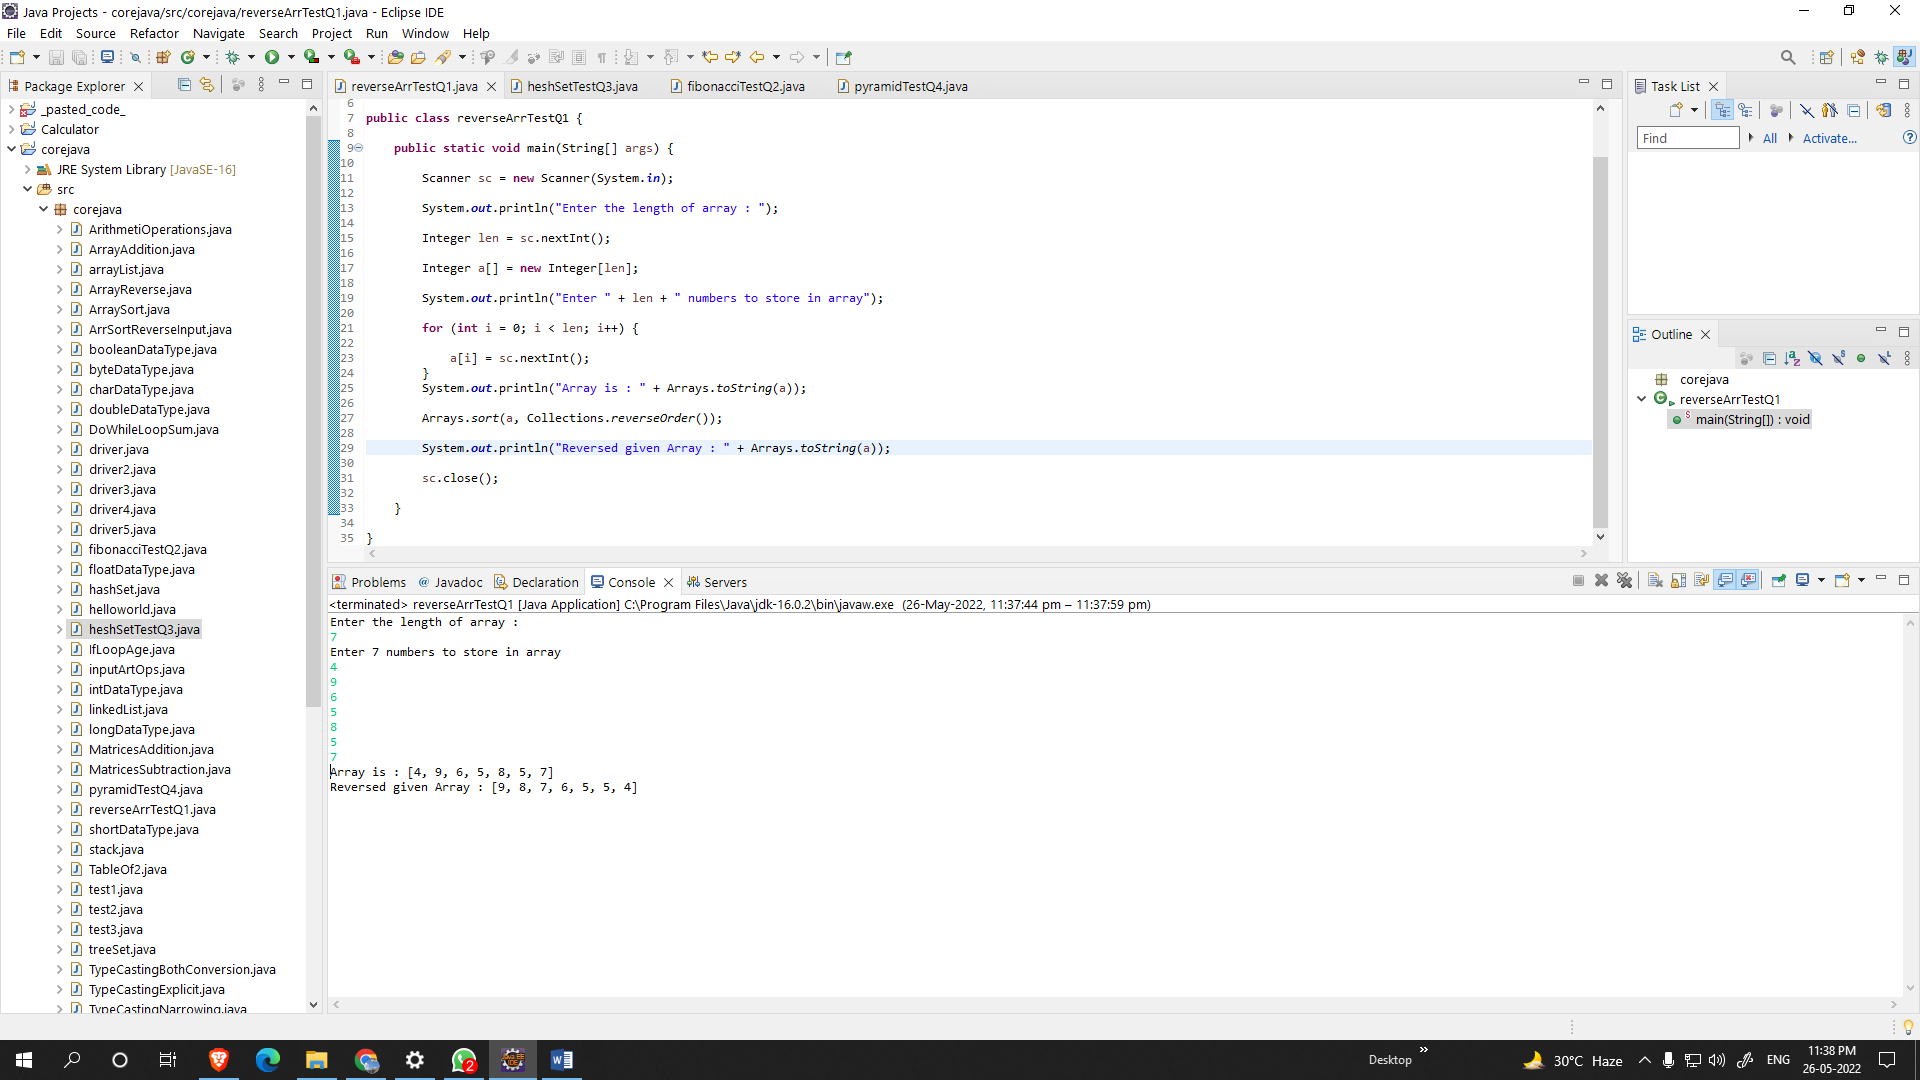 Java Projects - corejava/src/corejava/reverseArrTestQ1.java - Eclipse IDE
File Edit Source Refactor Navigate Search Project Run Window Help
Package Explorer
_pasted_code_
Calculator
corejava
JRE System Library [JavaSE-16]
src
corejava
ArithmetiOperations.java
ArrayAddition.java
arrayList.java
ArrayReverse.java
ArraySort.java
ArrSortReverseInput.java
booleanDataType.java
byteDataType.java
charDataType.java
doubleDataType.java
DoWhileLoopSum.java
driver.java
driver2.java
driver3.java
driver4.java
driver5.java
fibonacciTestQ2.java
floatDataType.java
hashSet.java
helloworld.java
heshSetTestQ3.java
IfLoopAge.java
inputArtOps.java
intDataType.java
linkedList.java
longDataType.java
MatricesAddition.java
MatricesSubtraction.java
pyramidTestQ4.java
reverseArrTestQ1.java
shortDataType.java
stack.java
TableOf2.java
test1.java
test2.java
test3.java
treeSet.java
TypeCastingBothConversion.java
TypeCastingExplicit.java
TypeCastingNarrowing.java
reverseArrTestQ1.java heshSetTestQ3.java fibonacciTestQ2.java pyramidTestQ4.java
6
7 public class reverseArrTestQ1 {
8
9 public static void main(String[] args) {
10
11 Scanner sc = new Scanner(System.in);
12
13 System.out.println("Enter the length of array : ");
14
15 Integer len = sc.nextInt();
16
17 Integer a[] = new Integer[len];
18
19 System.out.println("Enter " + len + " numbers to store in array");
20
21 for (int i = 0; i < len; i++) {
22
23 a[i] = sc.nextInt();
24 }
25 System.out.println("Array is : " + Arrays.toString(a));
26
27 Arrays.sort(a, Collections.reverseOrder());
28
29 System.out.println("Reversed given Array : " + Arrays.toString(a));
30
31 sc.close();
32
33 }
34
35 }
Problems Javadoc Declaration Console Servers
<terminated> reverseArrTestQ1 [Java Application] C:\Program Files\Java\jdk-16.0.2\bin\javaw.exe (26-May-2022, 11:37:44 pm – 11:37:59 pm)
Enter the length of array :
7
Enter 7 numbers to store in array
4
9
6
5
8
5
7
Array is : [4, 9, 6, 5, 8, 5, 7]
Reversed given Array : [9, 8, 7, 6, 5, 5, 4]
Task List
Find All Activate...
Outline
corejava
reverseArrTestQ1
main(String[]) : void
Desktop
30°C Haze
ENG
11:38 PM
26-05-2022
2